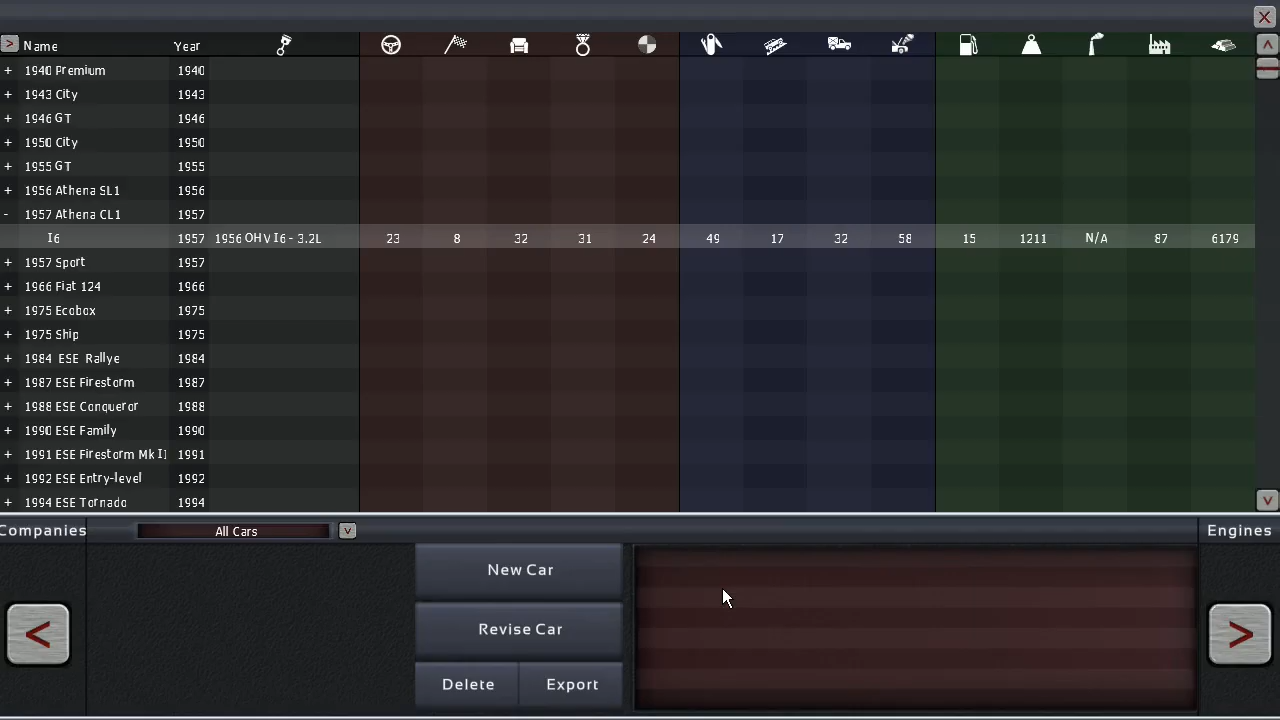 > Name Year
+ 1940 Premium 1940
+ 1943 City 1943
+ 1946 GT 1946
+ 1950 City 1950
+ 1955 GT 1955
+ 1956 Athena SL1 1956
- 1957 Athena CL1 1957
I6 1957 1956 OHV I6 - 3.2L 23 8 32 31 24 49 17 32 58 15 1211 N/A 87 6179
+ 1957 Sport 1957
+ 1966 Fiat 124 1966
+ 1975 Ecobox 1975
+ 1975 Ship 1975
+ 1984 ESE Rallye 1984
+ 1987 ESE Firestorm 1987
+ 1988 ESE Conqueror 1988
+ 1990 ESE Family 1990
+ 1991 ESE Firestorm Mk I 1991
+ 1992 ESE Entry-level 1992
+ 1994 ESE Tornado 1994
Companies All Cars Engines
New Car
< Revise Car >
Delete Export